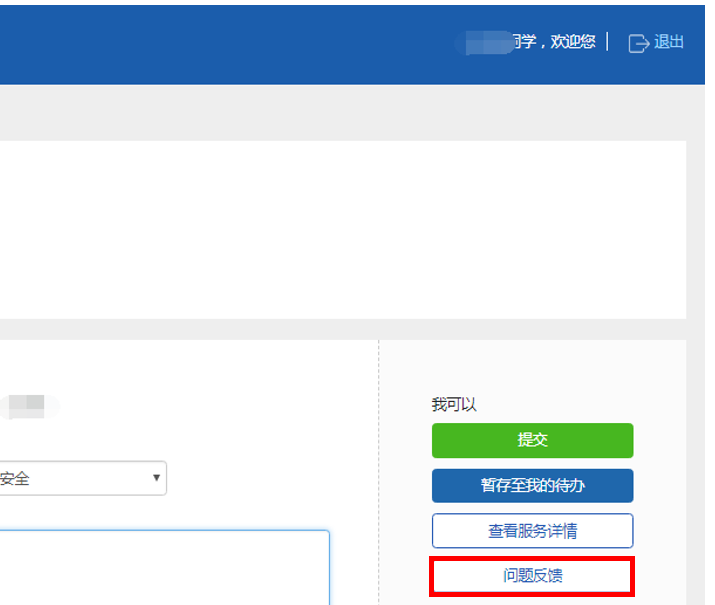 同学，欢迎您
退出
我可以
提交
安全
暂存至我的待办
查看服务详情
问题反馈